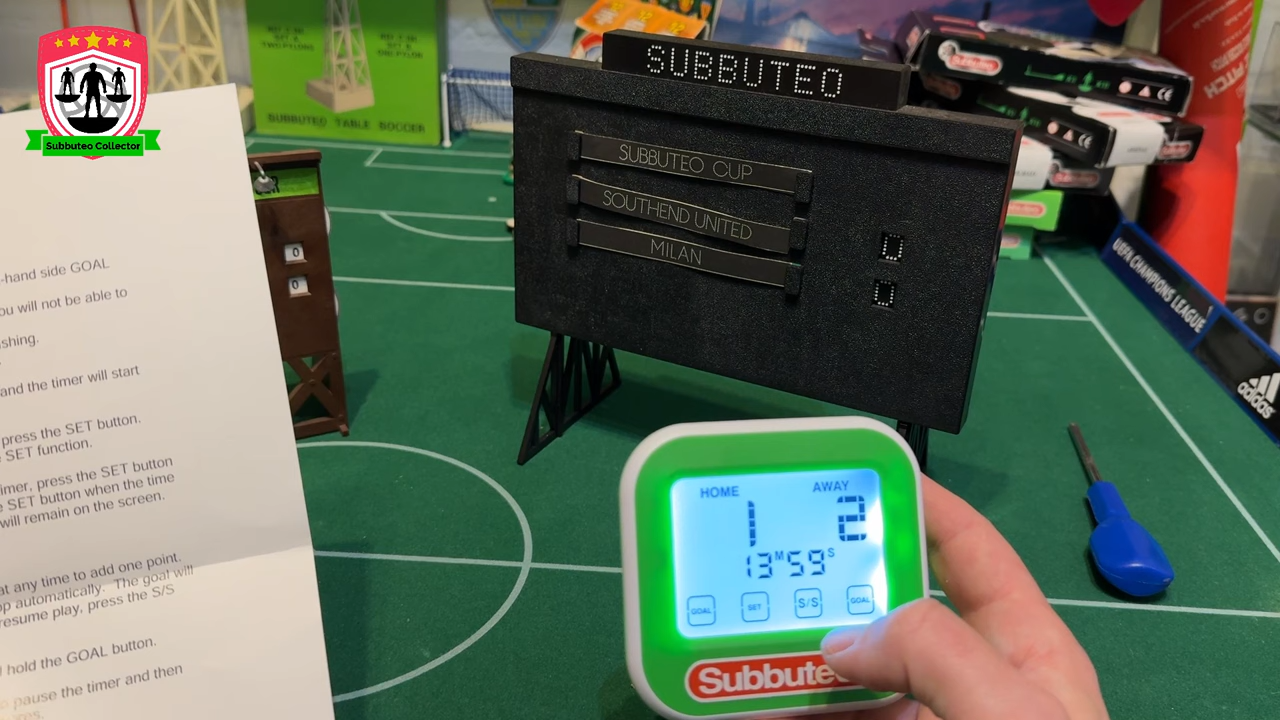 Subbuteo Collector
SUBBUTEO TABLE SOCCER
SUBBUTEO
SUBBUTEO CUP
SOUTHEND UNITED
MILAN
0
0
0
0
UEFA CHAMPIONS LEAGUE
adidas
-hand side GOAL
ou will not be able to
shing.
and the timer will start
press the SET button.
SET function.
timer, press the SET button
SET button when the time
will remain on the screen.
at any time to add one point.
op automatically. The goal will
resume play, press the S/S
hold the GOAL button.
pause the timer and then
HOME AWAY
1 2
13M59S
GOAL SET S/S GOAL
Subbuteo